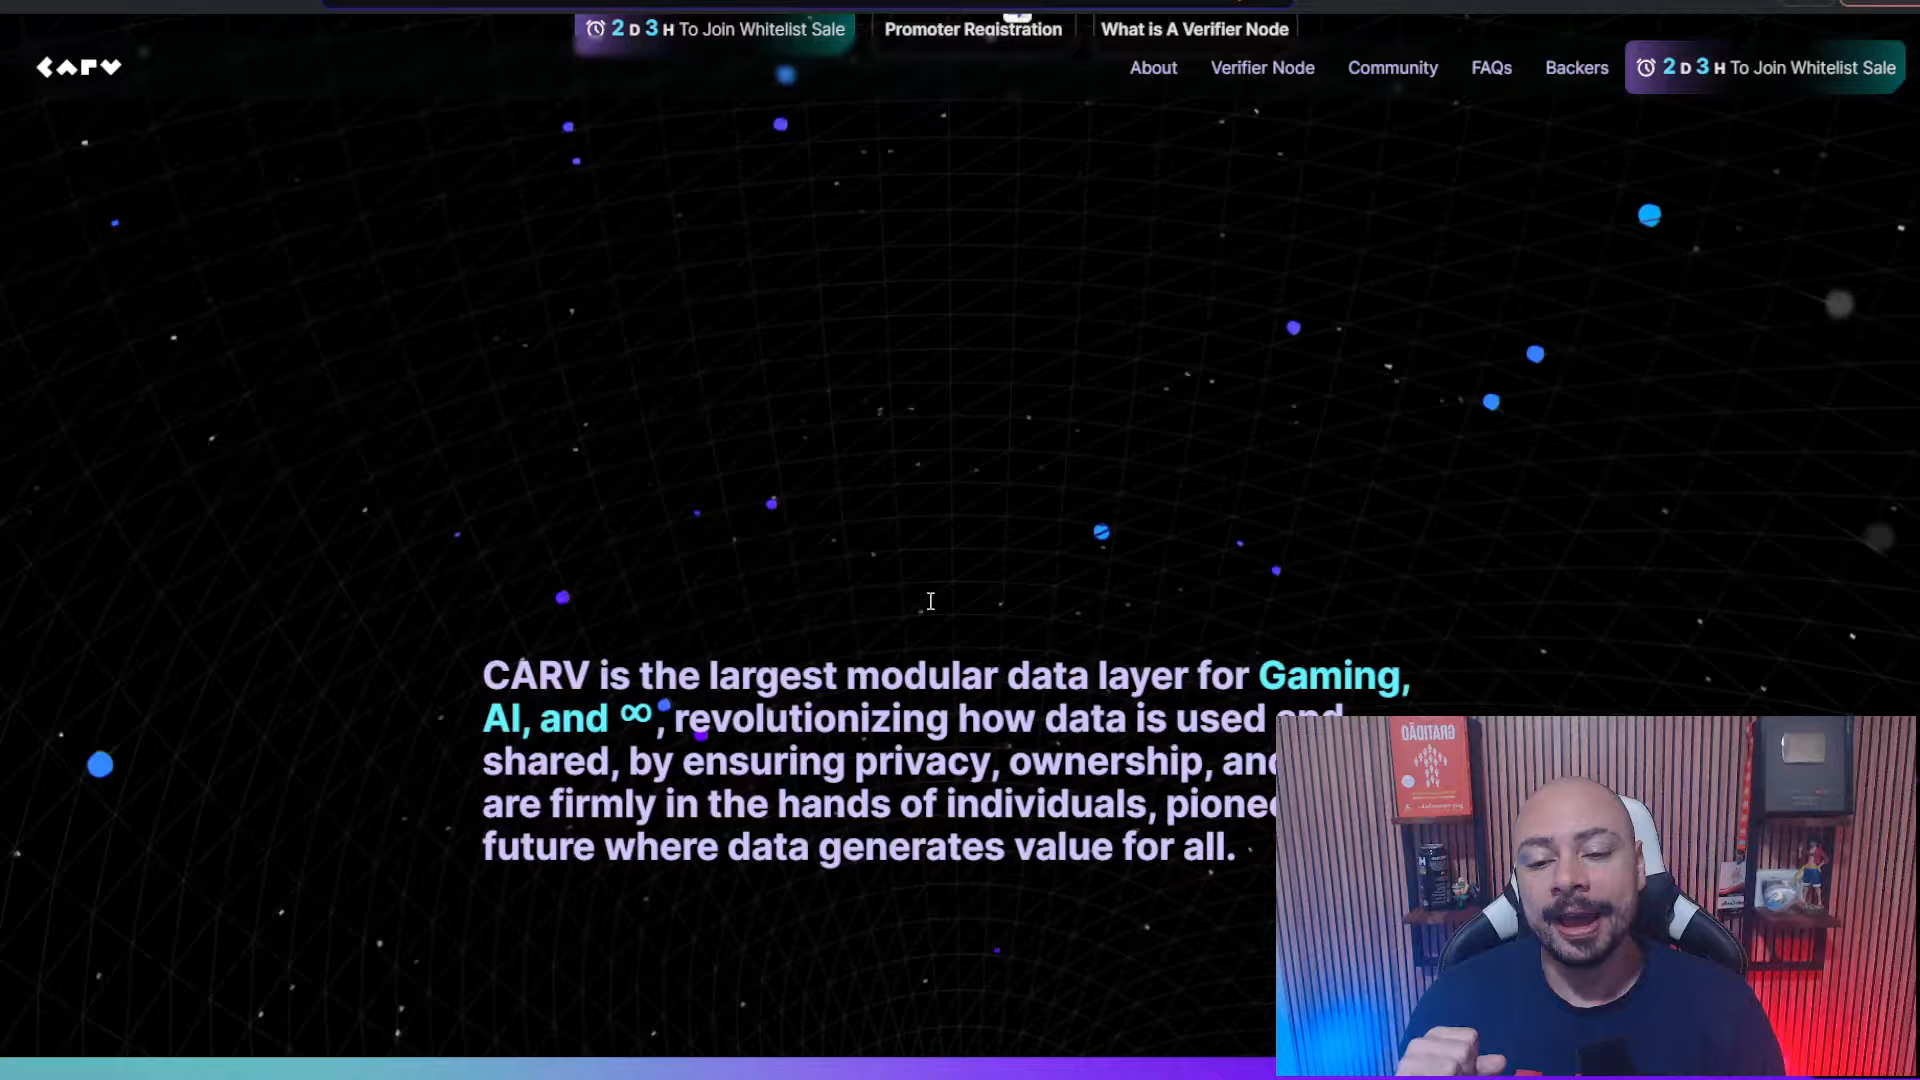 2 D 3 H To Join Whitelist Sale
Promoter Registration
What is A Verifier Node
CARV
About
Verifier Node
Community
FAQs
Backers
2 D 3 H To Join Whitelist Sale
CARV is the largest modular data layer for Gaming,
AI, and ∞, revolutionizing how data is used and
shared, by ensuring privacy, ownership, and
are firmly in the hands of individuals,
future where data generates value for all.
GRATIDÃO